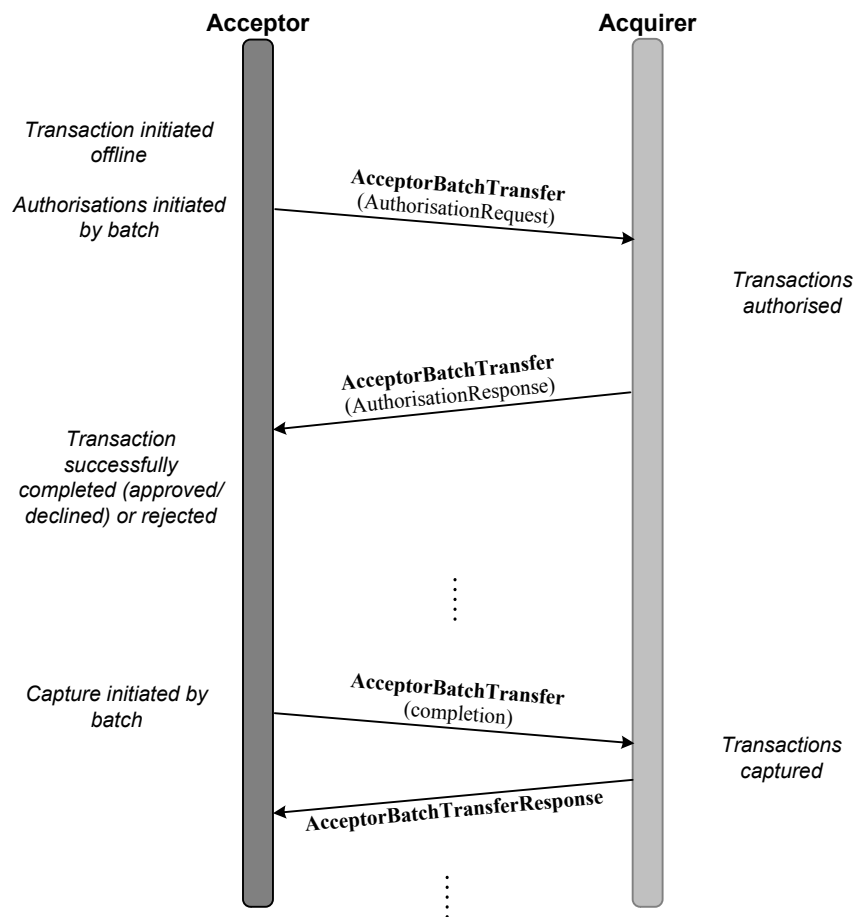 Acceptor
Acquirer
Transaction initiated
offline
AcceptorBatchTransfer
(AuthorisationRequest)
Authorisations initiated
by batch
Transactions
authorised
AcceptorBatchTransfer
(AuthorisationResponse)
Transaction
successfully
completed (approved/
declined) or rejected
Capture initiated by
batch
AcceptorBatchTransfer
(completion)
Transactions
captured
AcceptorBatchTransferResponse